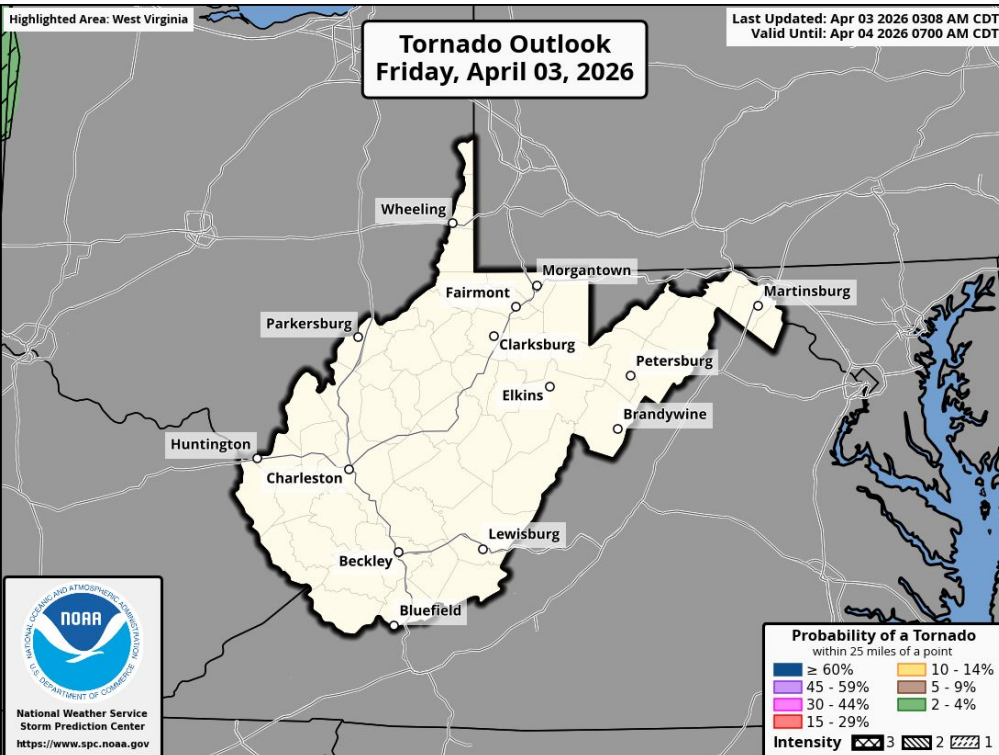 Highlighted Area: West Virginia
Tornado Outlook
Friday, April 03, 2026
Last Updated: Apr 03 2026 0308 AM CDT
Valid Until: Apr 04 2026 0700 AM CDT
Wheeling
Morgantown
Fairmont
Martinsburg
Parkersburg
Clarksburg
Petersburg
Elkins
Brandywine
Huntington
Charleston
Lewisburg
Beckley
Bluefield
NATIONAL OCEANIC AND ATMOSPHERIC ADMINISTRATION
NOAA
U.S. DEPARTMENT OF COMMERCE
National Weather Service
Storm Prediction Center
https://www.spc.noaa.gov
Probability of a Tornado
within 25 miles of a point
≥ 60%
10 - 14%
45 - 59%
5 - 9%
30 - 44%
2 - 4%
15 - 29%
Intensity 3 2 1